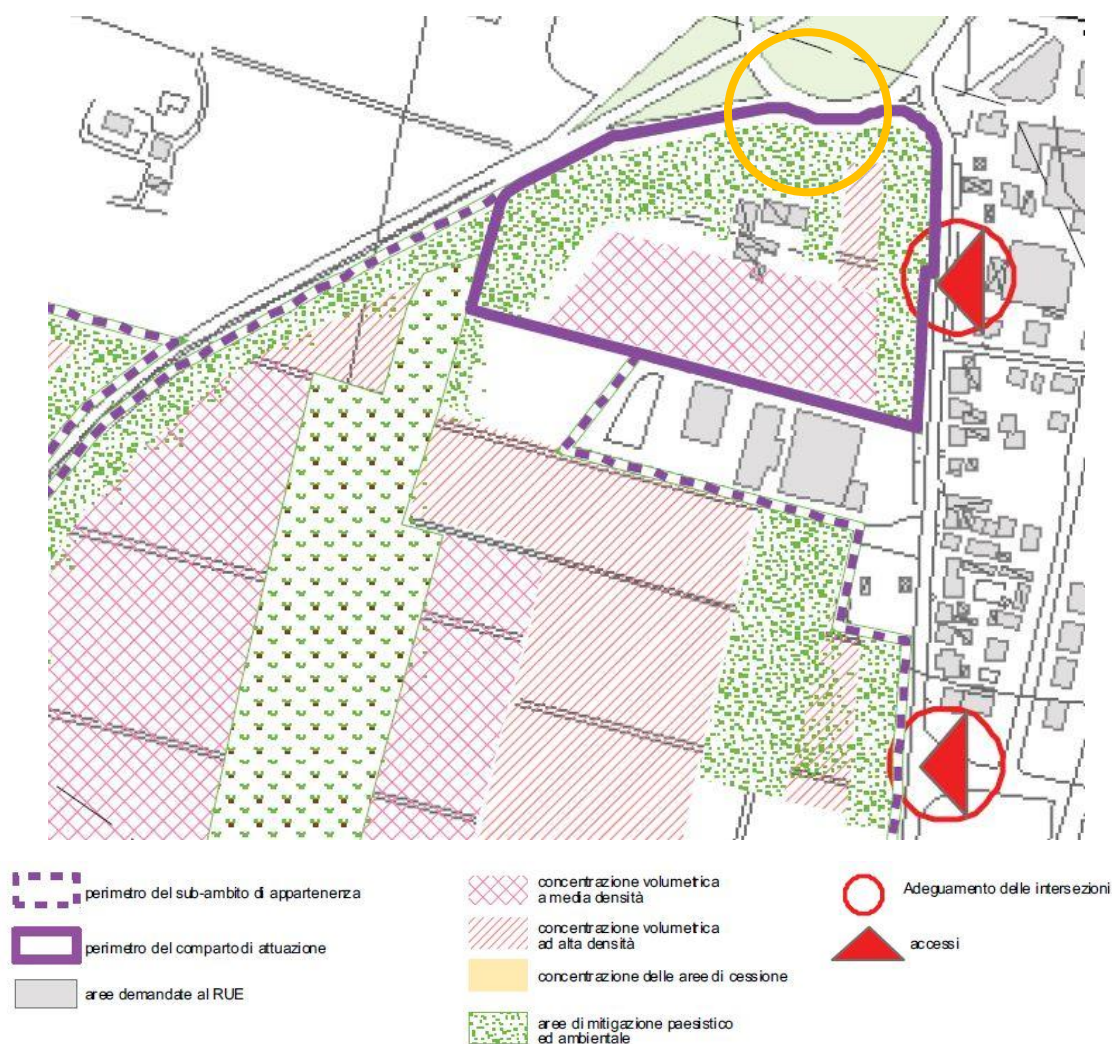 perimetro del sub-ambito di appartenenza
perimetro del comparto di attuazione
aree demandate al RUE
concentrazione volumetrica
a media densità
concentrazione volumetrica
ad alta densità
concentrazione delle aree di cessione
aree di mitigazione paesistico
ed ambientale
Adeguamento delle intersezioni
accessi